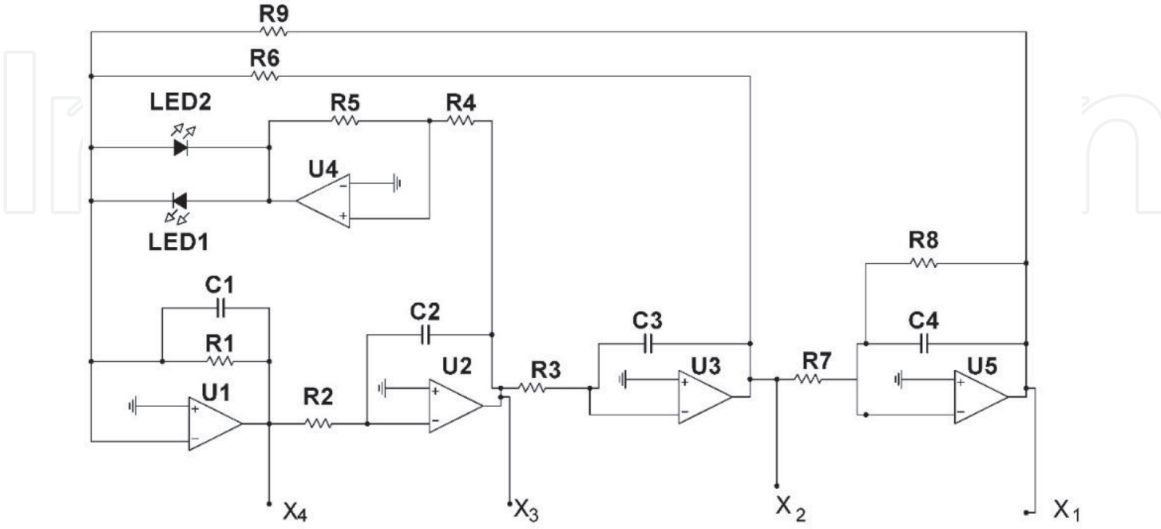 R9
R6
LED2
R5
R4
U4
−
+
LED1
R8
C1
C2
C3
C4
R1
U2
R3
U3
R7
U5
U1
R2
+
+
+
+
−
−
−
−
X4
X3
X2
X1